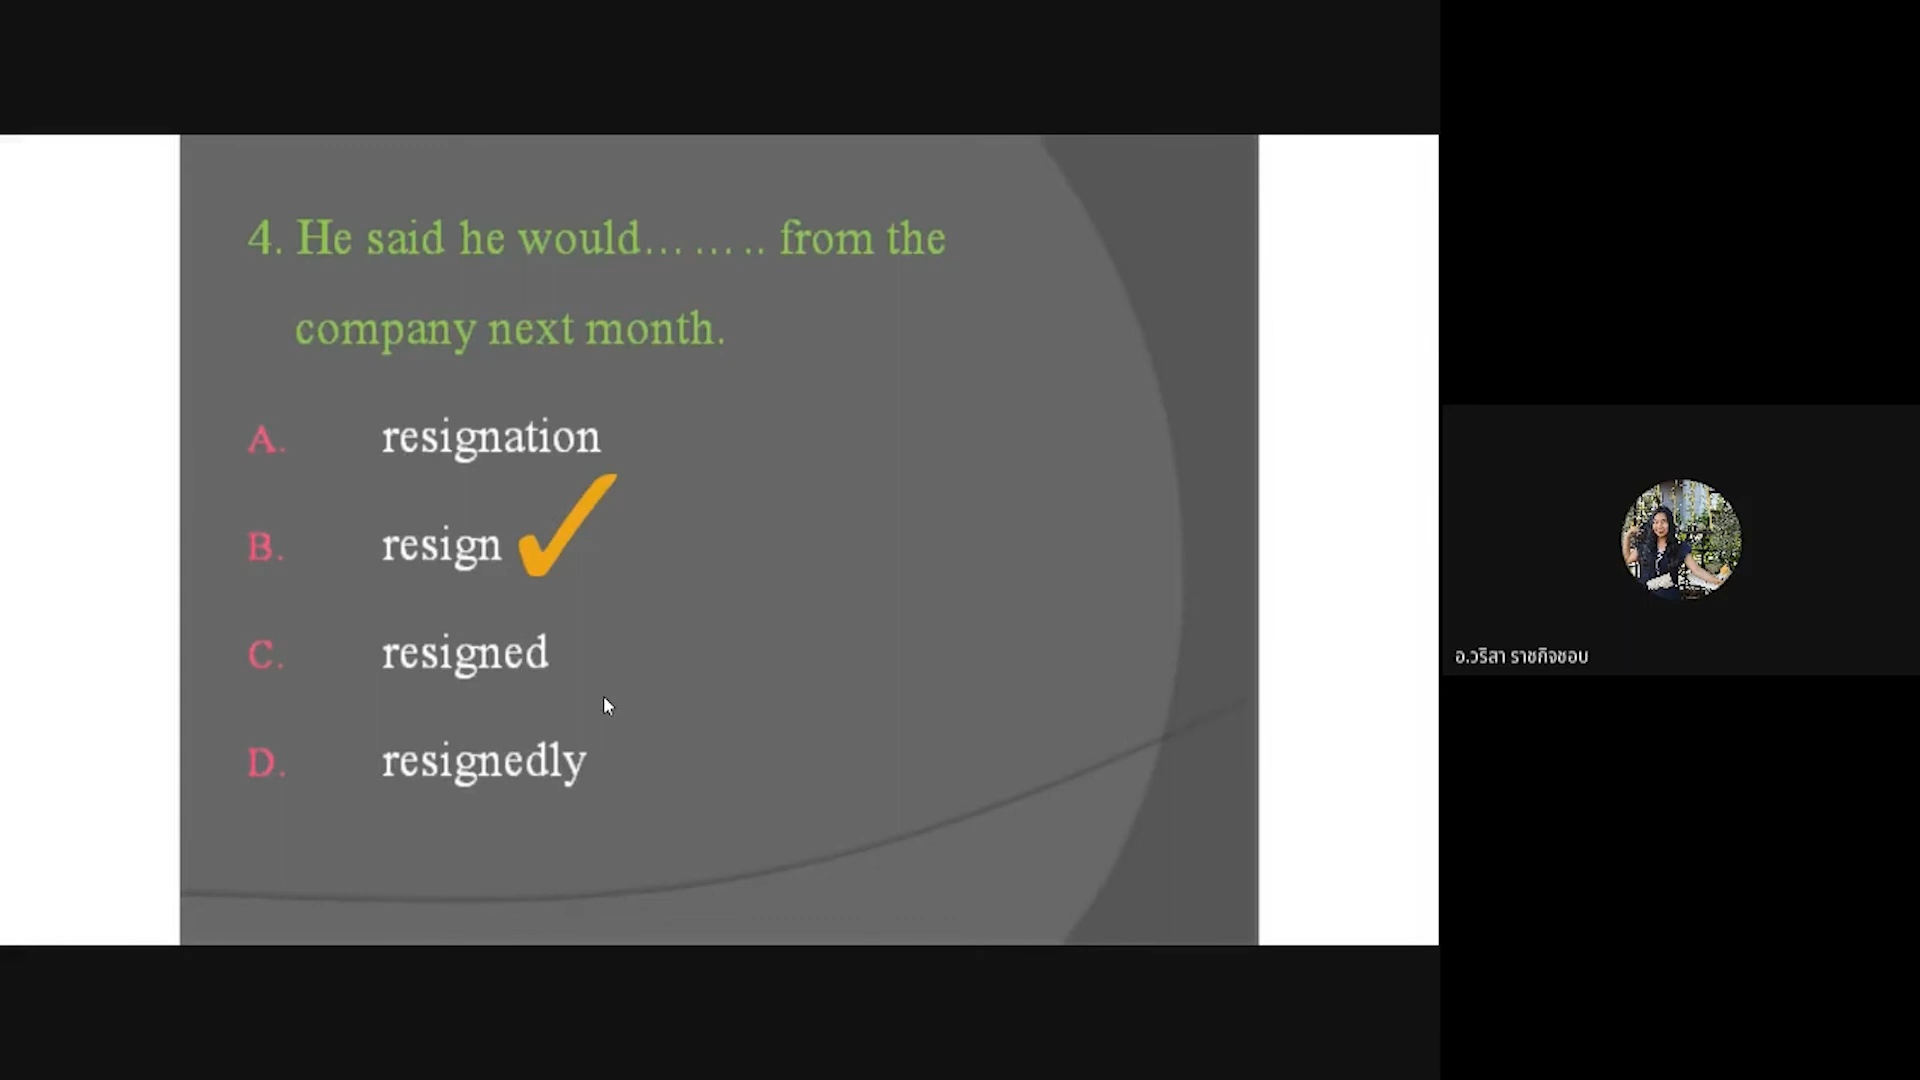 4. He said he would… … .. from the
company next month.
A. resignation
B. resign
C. resigned
D. resignedly
อ.วริสา ราชกิจชอบ